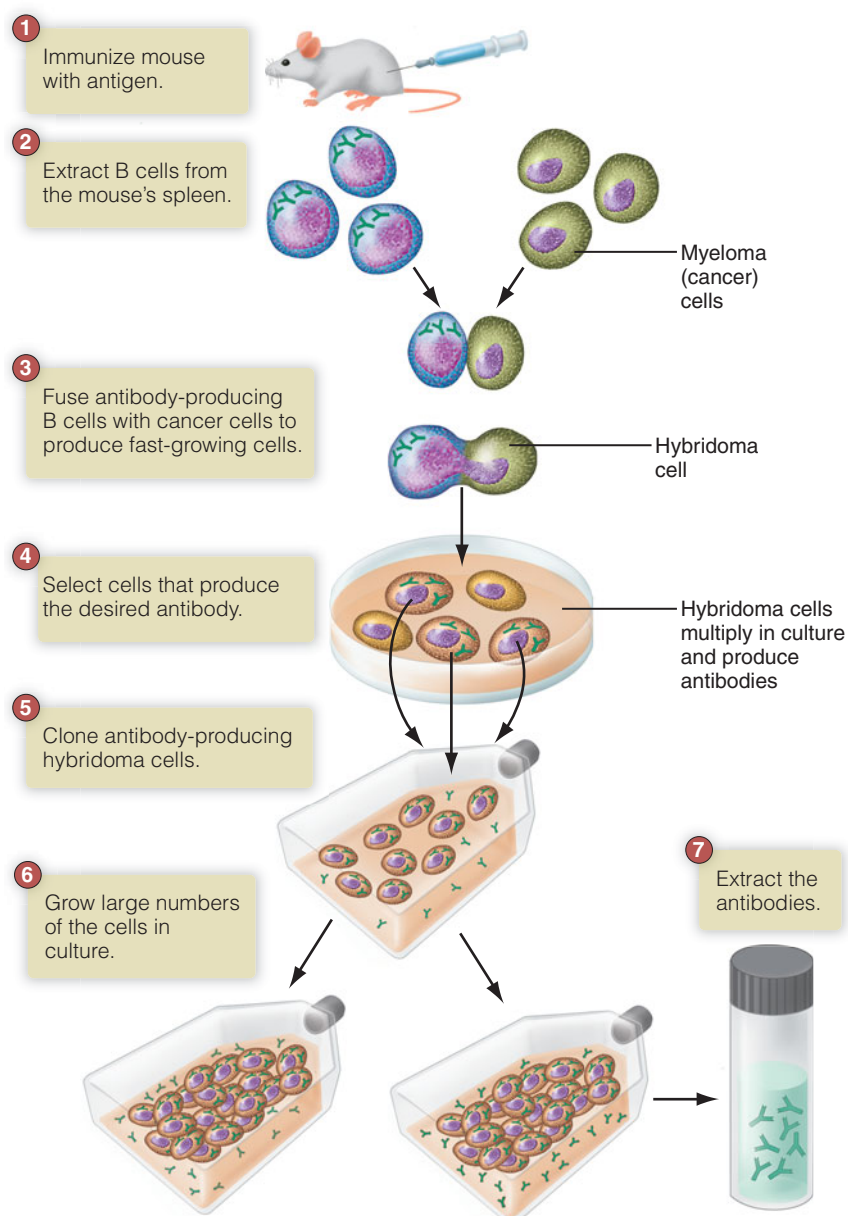 1
Immunize mouse
with antigen.
2
Extract B cells from
the mouse's spleen.
Myeloma
(cancer)
cells
3
Fuse antibody-producing
B cells with cancer cells to
produce fast-growing cells.
Hybridoma
cell
4
Select cells that produce
the desired antibody.
Hybridoma cells
multiply in culture
and produce
antibodies
5
Clone antibody-producing
hybridoma cells.
6
Grow large numbers
of the cells in
culture.
7
Extract the
antibodies.